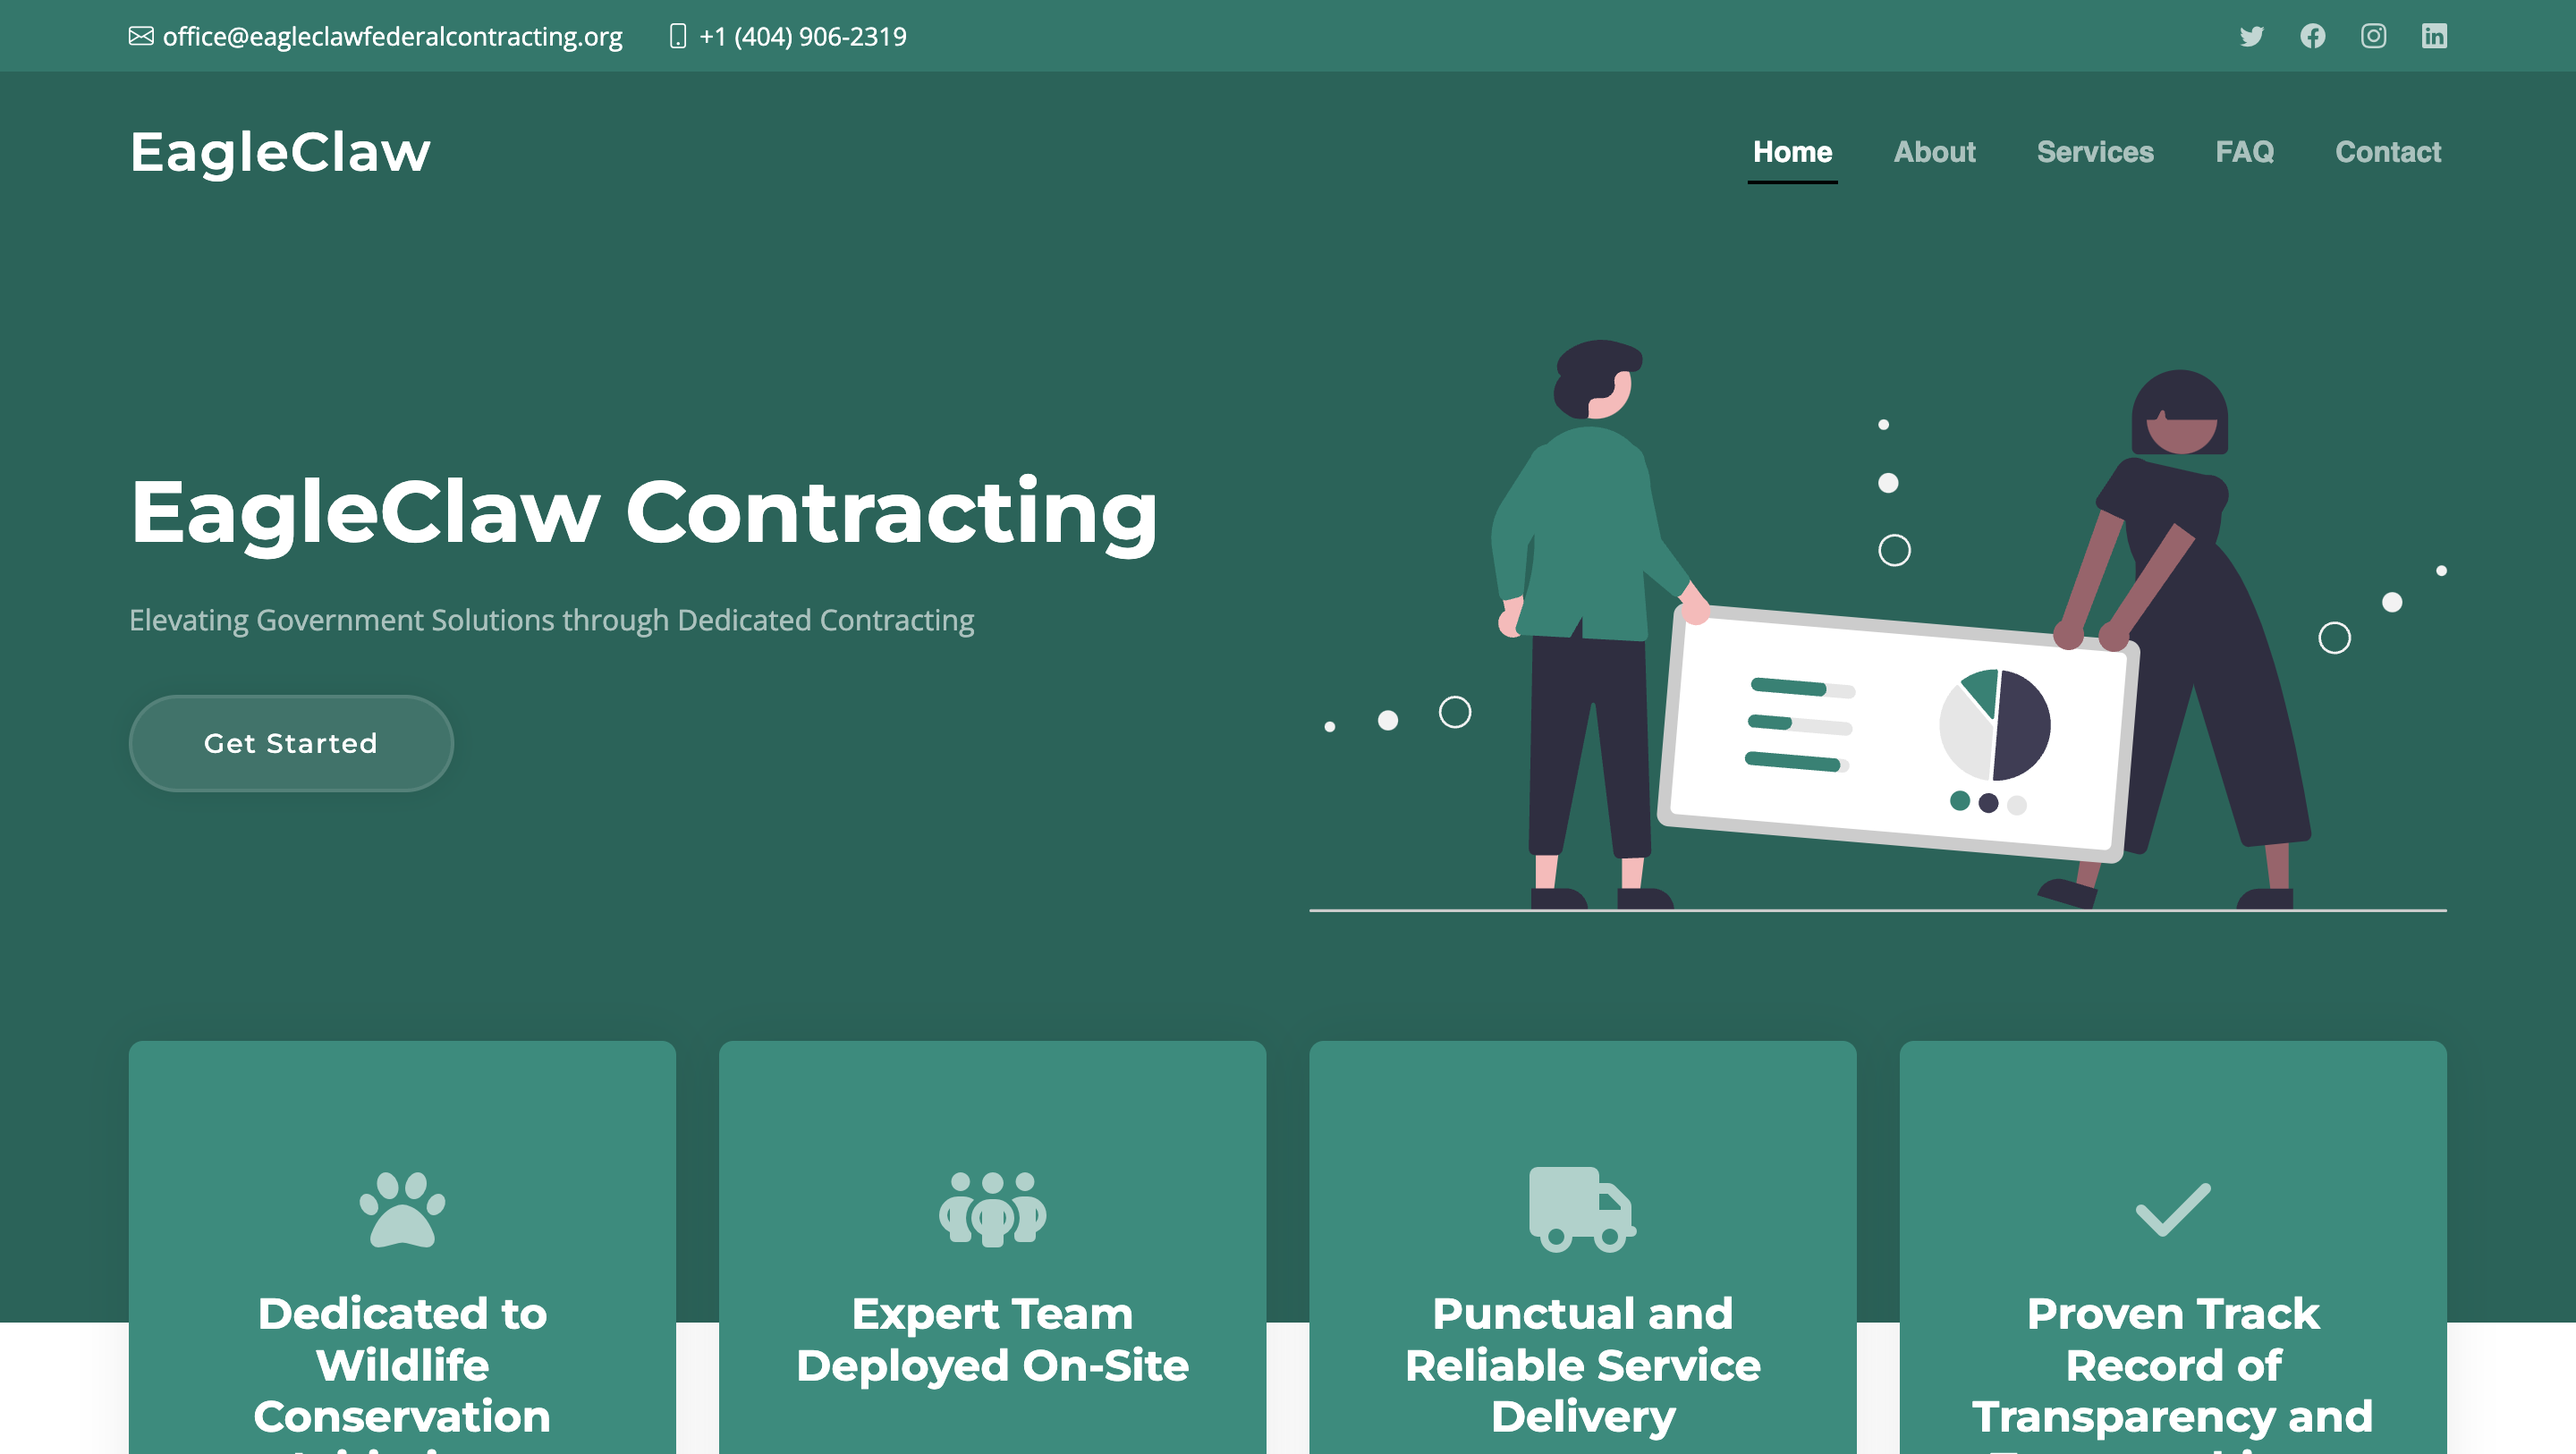 office@eagleclawfederalcontracting.org
+1 (404) 906-2319
EagleClaw
Home
About
Services
FAQ
Contact
EagleClaw Contracting
Elevating Government Solutions through Dedicated Contracting
Get Started
Dedicated to
Wildlife
Conservation
Expert Team
Deployed On-Site
Punctual and
Reliable Service
Delivery
Proven Track
Record of
Transparency and